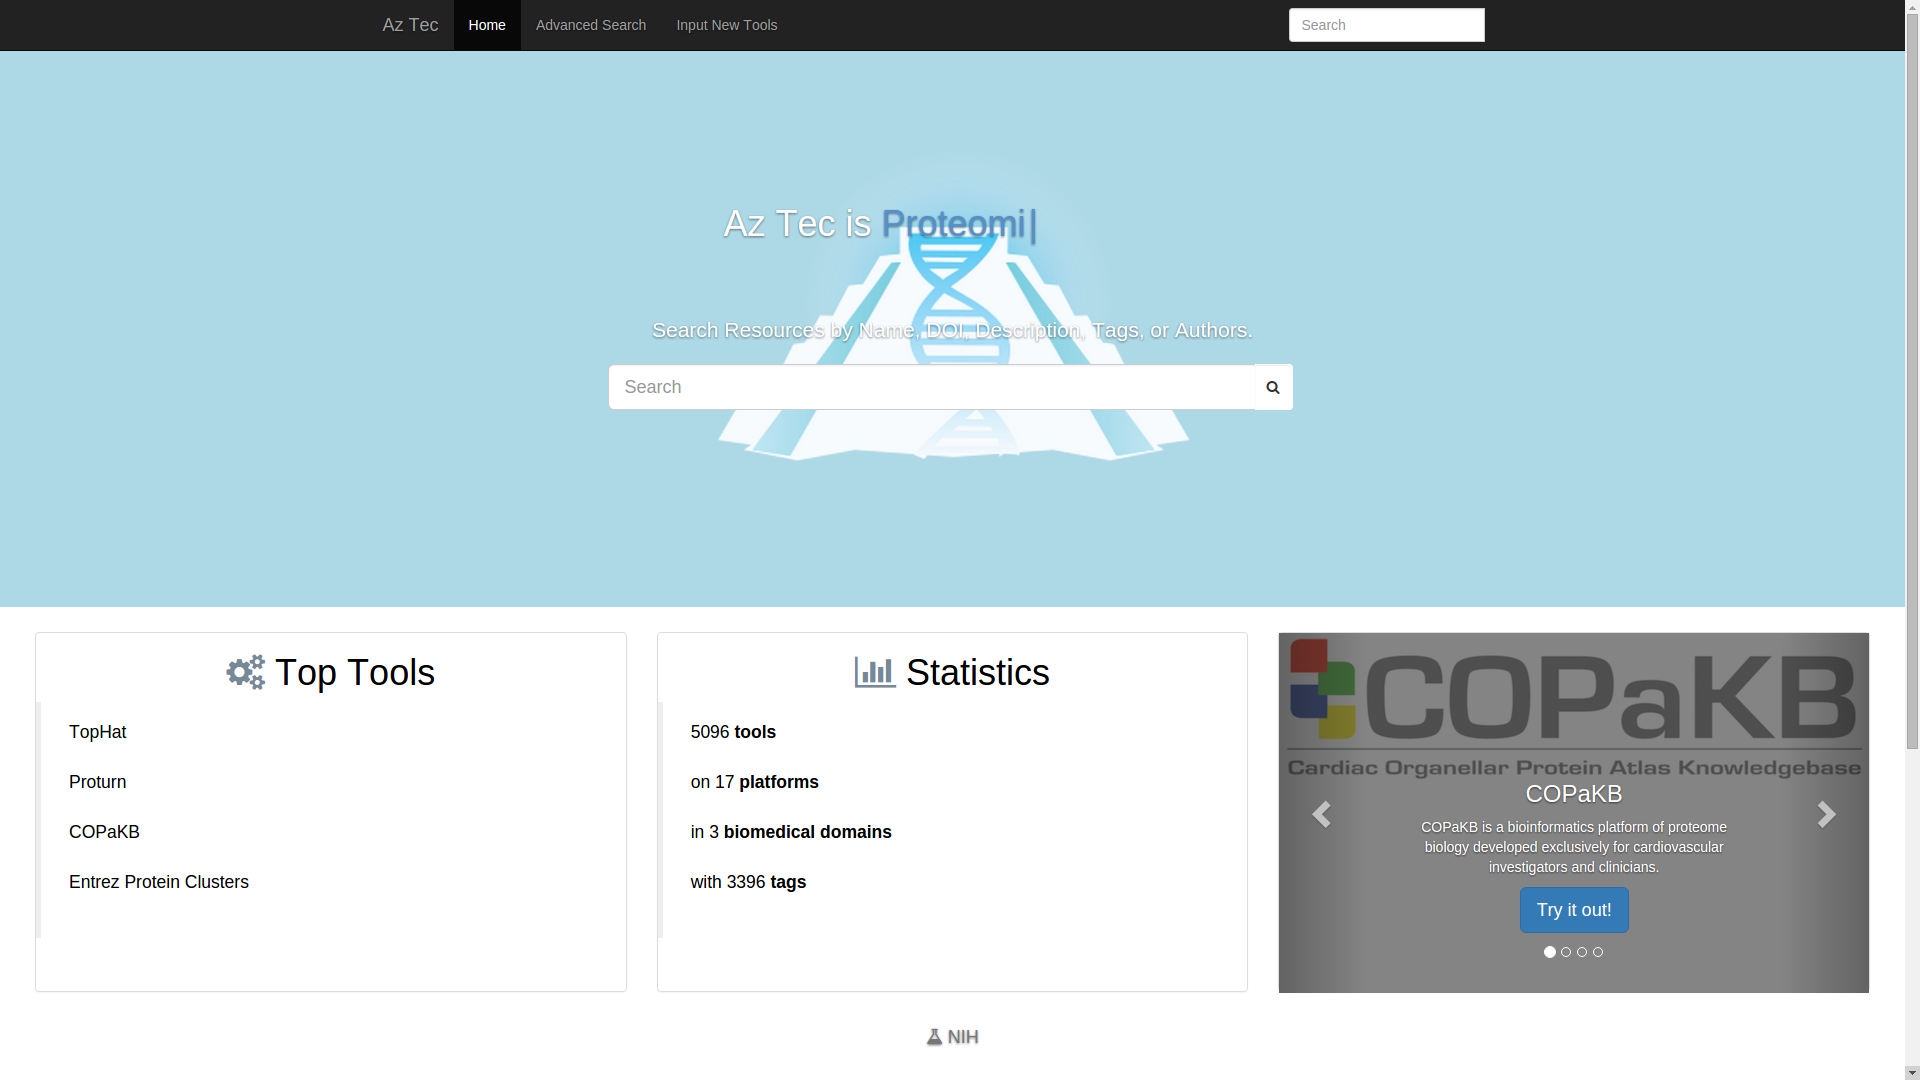 Az Tec Home Advanced Search Input New Tools Search
Az Tec is Proteomi|
Search Resources by Name, DOI, Description, Tags, or Authors.
Search
Top Tools
TopHat
Proturn
COPaKB
Entrez Protein Clusters
Statistics
5096 tools
on 17 platforms
in 3 biomedical domains
with 3396 tags
COPaKB
Cardiac Organellar Protein Atlas Knowledgebase
COPaKB
COPaKB is a bioinformatics platform of proteome
biology developed exclusively for cardiovascular
investigators and clinicians.
Try it out!
NIH